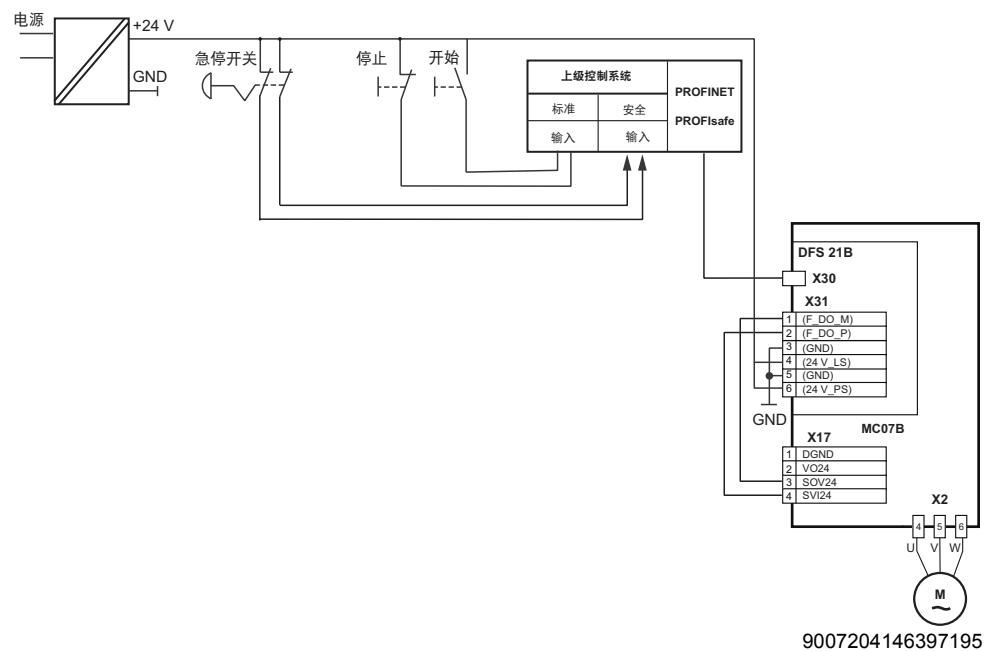 电源
+24 V
GND
急停开关
停止
开始
上级控制系统
标准
安全
输入
输入
PROFINET
PROFIsafe
DFS 21B
X30
X31
1 (F_DO_M)
2 (F_DO_P)
3 (GND)
4 (24 V_LS)
5 (GND)
6 (24 V_PS)
GND
MC07B
X17
1 DGND
2 VO24
3 SOV24
4 SVI24
X2
4 5 6
U V W
M
~
9007204146397195